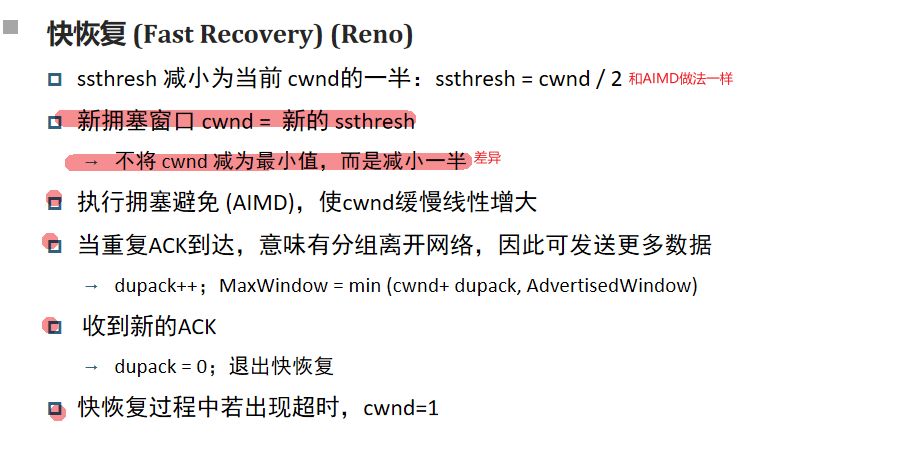 快恢复 (Fast Recovery) (Reno)
ssthresh 减小为当前 cwnd的一半：ssthresh = cwnd / 2 和AIMD做法一样
新拥塞窗口 cwnd = 新的 ssthresh
→ 不将 cwnd 减为最小值，而是减小一半 差异
执行拥塞避免 (AIMD)，使cwnd缓慢线性增大
当重复ACK到达，意味有分组离开网络，因此可发送更多数据
→ dupack++；MaxWindow = min (cwnd+ dupack, AdvertisedWindow)
收到新的ACK
→ dupack = 0；退出快恢复
快恢复过程中若出现超时，cwnd=1